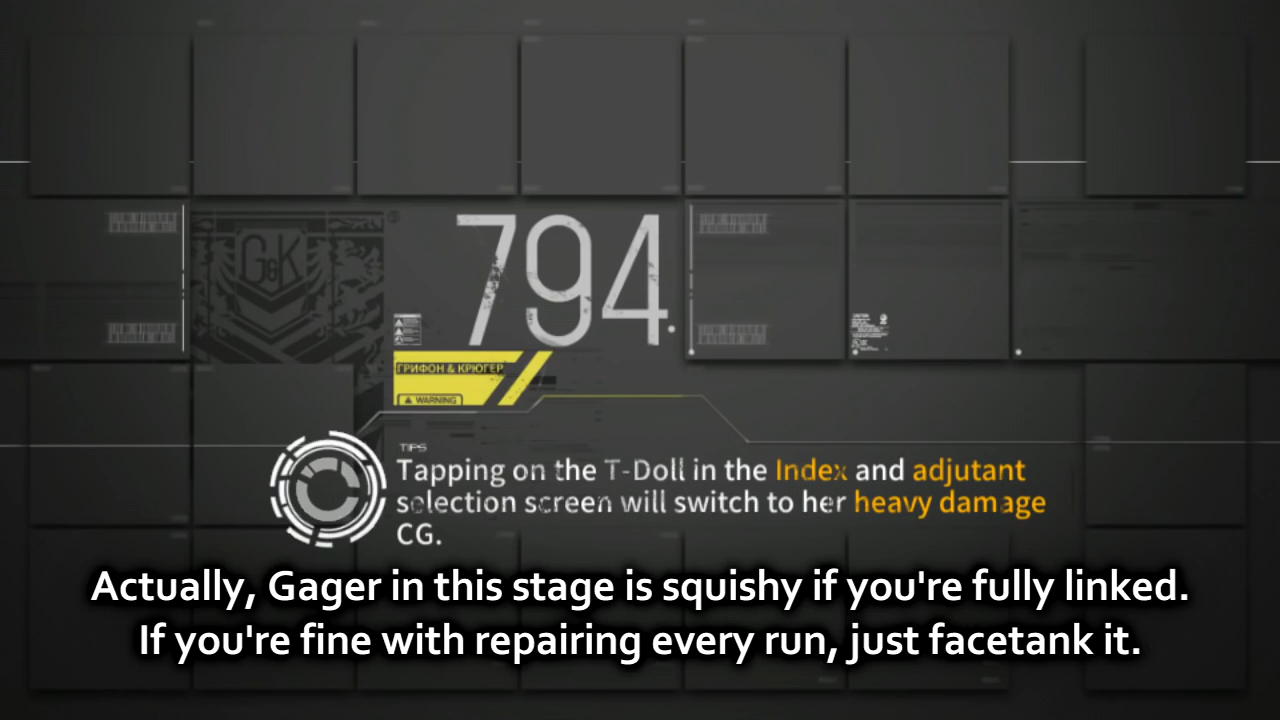 G&K
794.
ГРИФОН & КРЮГЕР
WARNING
TIPS
Tapping on the T-Doll in the Index and adjutant
selection screen will switch to her heavy damage
CG.
Actually, Gager in this stage is squishy if you're fully linked.
If you're fine with repairing every run, just facetank it.